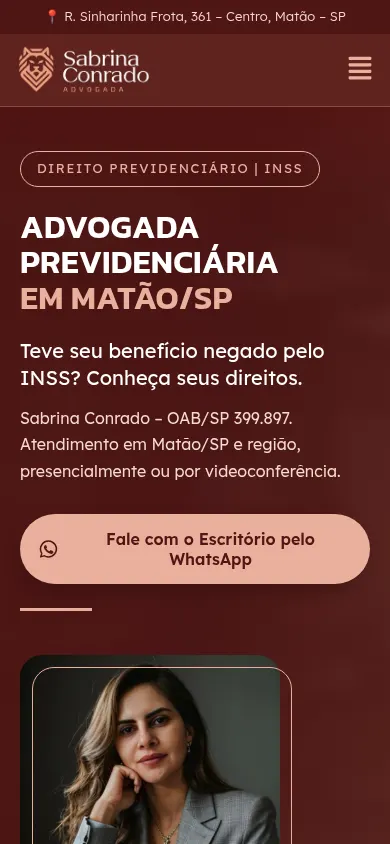 📍 R. Sinharinha Frota, 361 – Centro, Matão – SP
Sabrina
Conrado
ADVOGADA
DIREITO PREVIDENCIÁRIO | INSS
ADVOGADA
PREVIDENCIÁRIA
EM MATÃO/SP
Teve seu benefício negado pelo
INSS? Conheça seus direitos.
Sabrina Conrado – OAB/SP 399.897.
Atendimento em Matão/SP e região,
presencialmente ou por videoconferência.
Fale com o Escritório pelo
WhatsApp